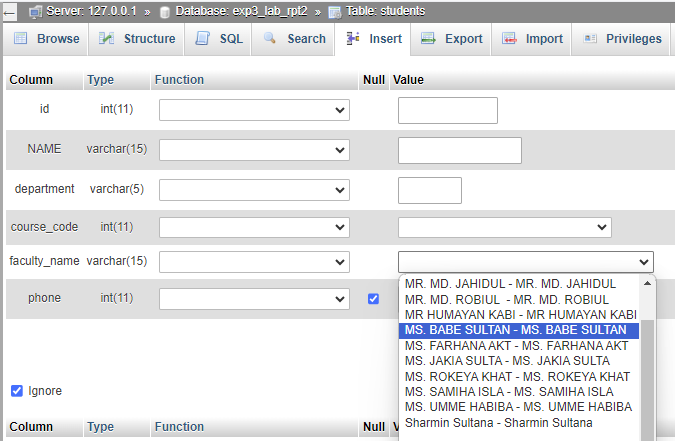 Server: 127.0.0.1 » Database: exp3_lab_rpt2 » Table: students
Browse Structure SQL Search Insert Export Import Privileges
Column Type Function Null Value
id int(11)
NAME varchar(15)
department varchar(5)
course_code int(11)
faculty_name varchar(15)
MR. MD. JAHIDUL - MR. MD. JAHIDUL
phone int(11) MR. MD. ROBIUL - MR. MD. ROBIUL
MR HUMAYAN KABI - MR HUMAYAN KABI
MS. BABE SULTAN - MS. BABE SULTAN
MS. FARHANA AKT - MS. FARHANA AKT
MS. JAKIA SULTA - MS. JAKIA SULTA
MS. ROKEYA KHAT - MS. ROKEYA KHAT
Ignore MS. SAMIHA ISLA - MS. SAMIHA ISLA
MS. UMME HABIBA - MS. UMME HABIBA
Sharmin Sultana - Sharmin Sultana
Column Type Function Null V